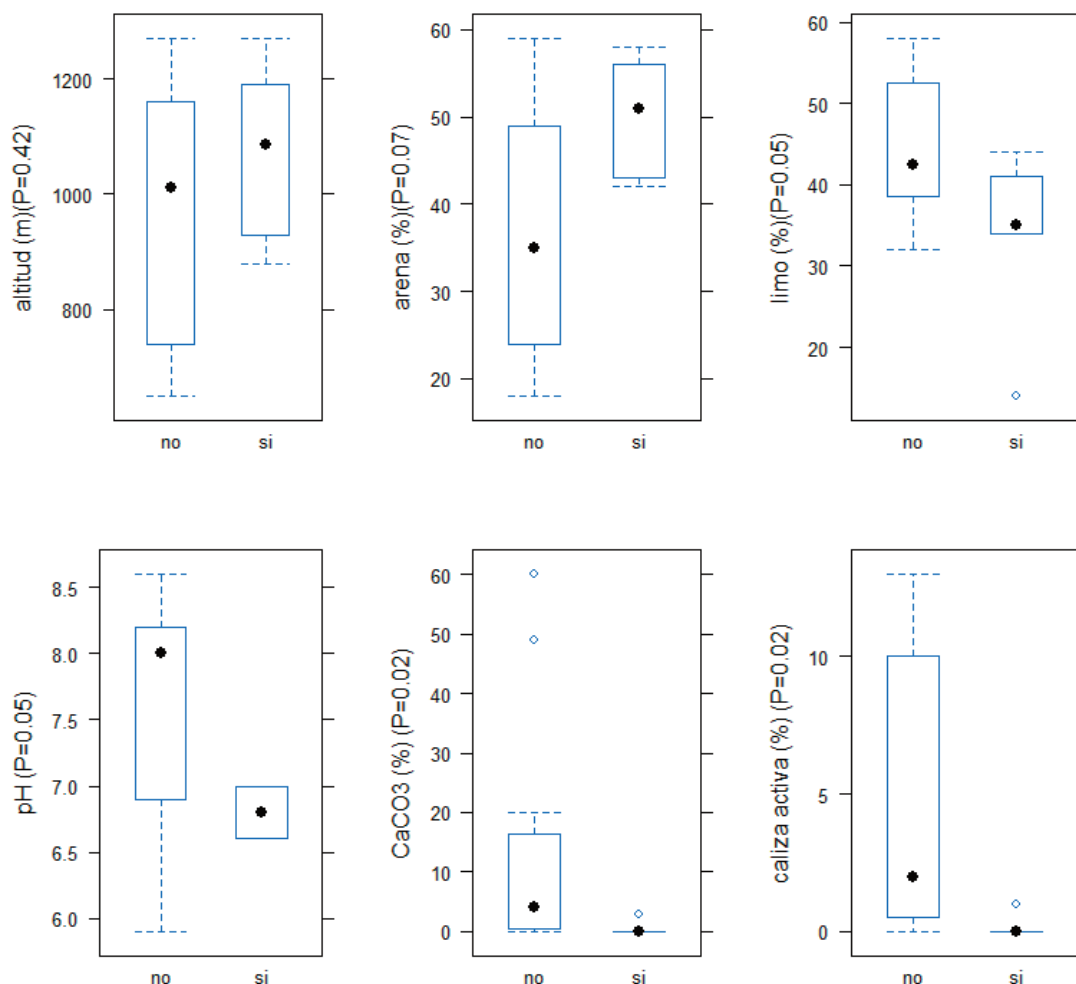 altitud (m)(P=0.42)
1200
1000
800
no si
arena (%)(P=0.07)
60
50
40
30
20
no si
limo (%)(P=0.05)
60
50
40
30
20
no si
pH (P=0.05)
8.5
8.0
7.5
7.0
6.5
6.0
no si
CaCO3 (%) (P=0.02)
60
50
40
30
20
10
0
no si
caliza activa (%) (P=0.02)
10
5
0
no si